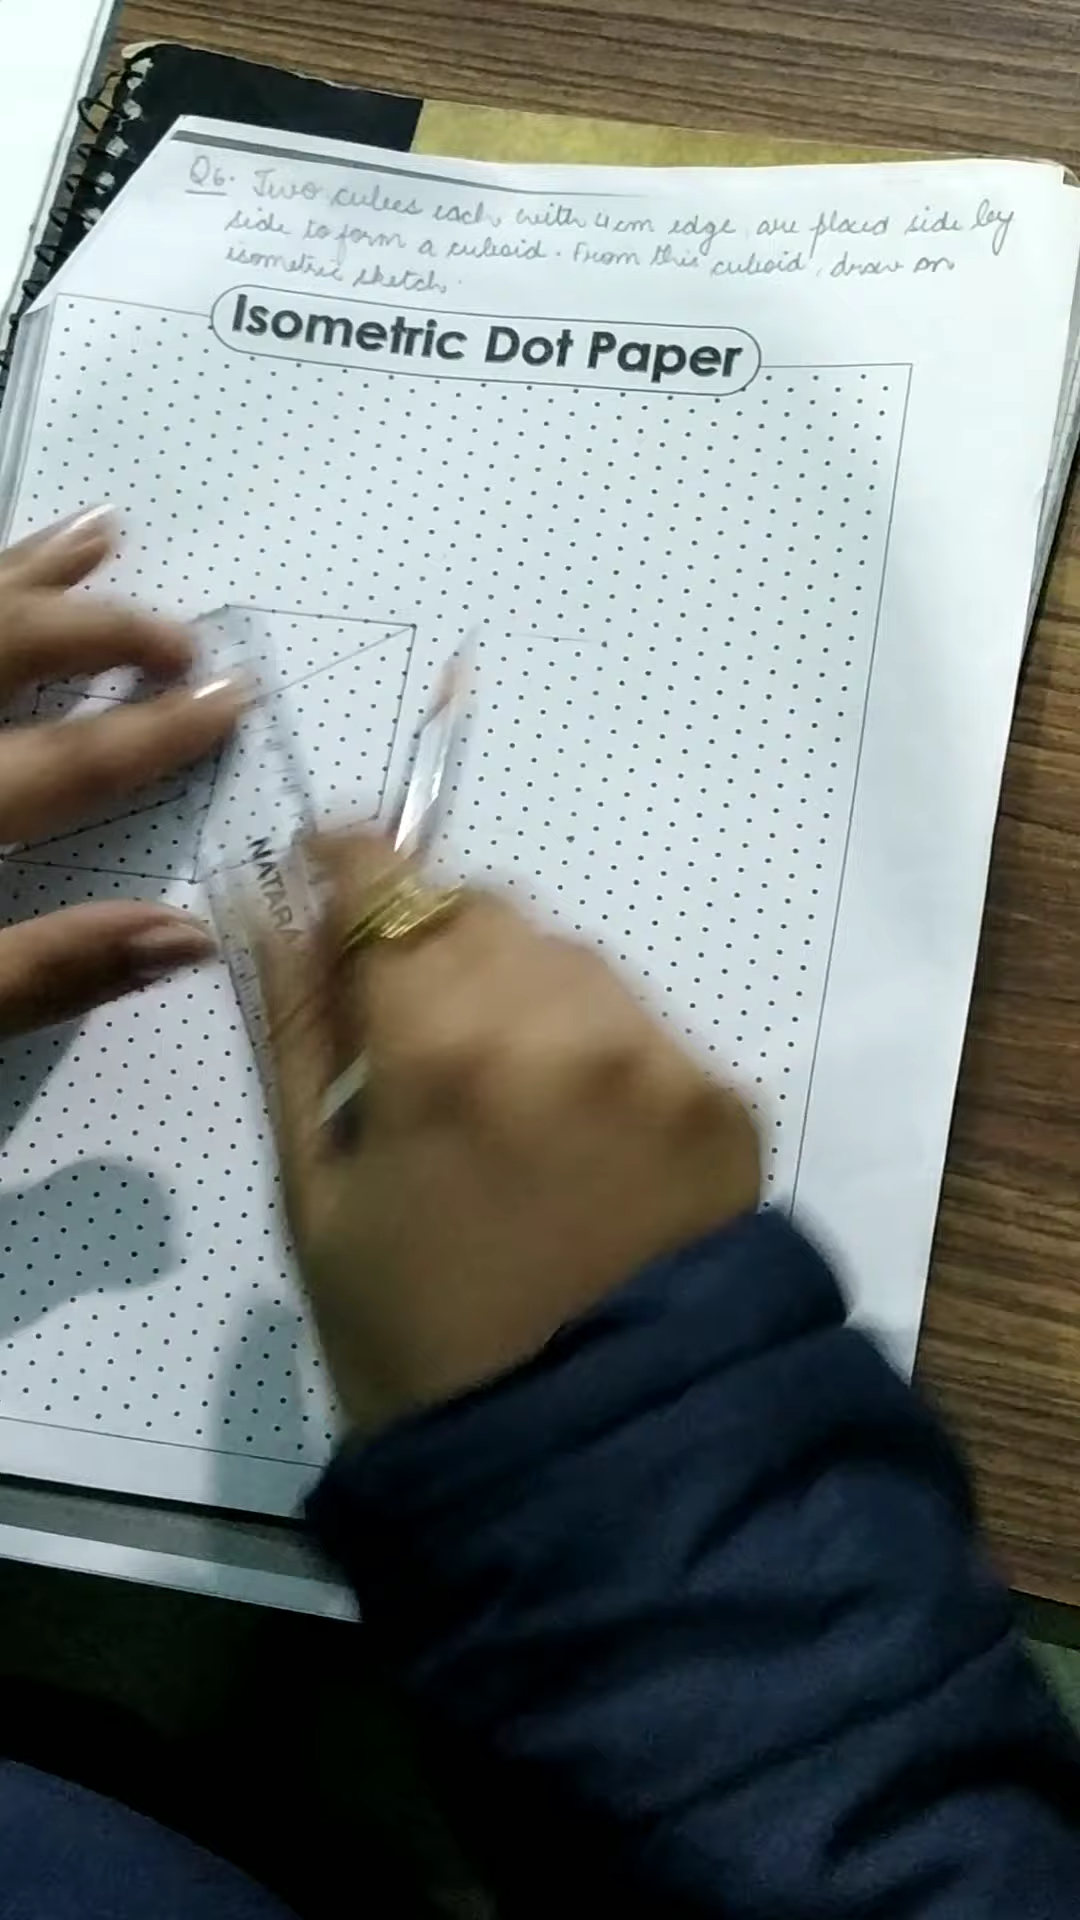 Q6. Two cubes each, with 4cm edge, are placed side by
side to form a cuboid. From this cuboid, draw an
isometric sketch.
Isometric Dot Paper
NATARA